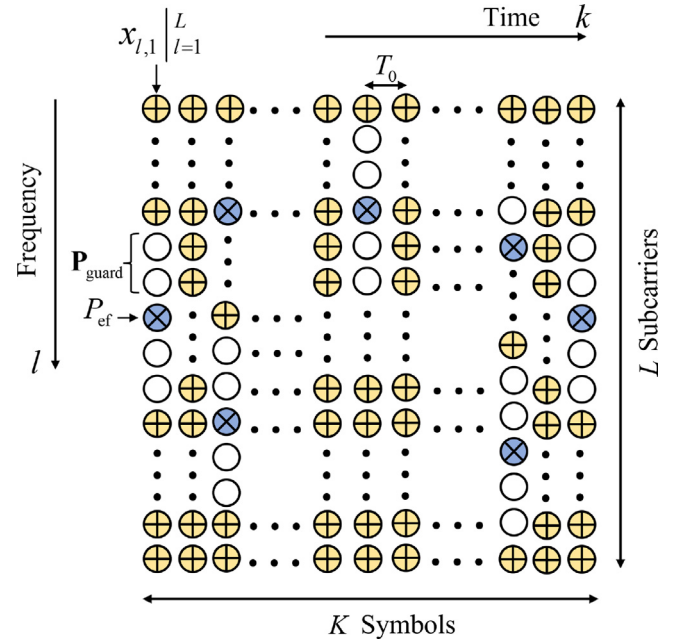 x_{l,1} |_{l=1}^{L}
Time k
T_0
Frequency
l
P_guard
P_ef
L Subcarriers
K Symbols